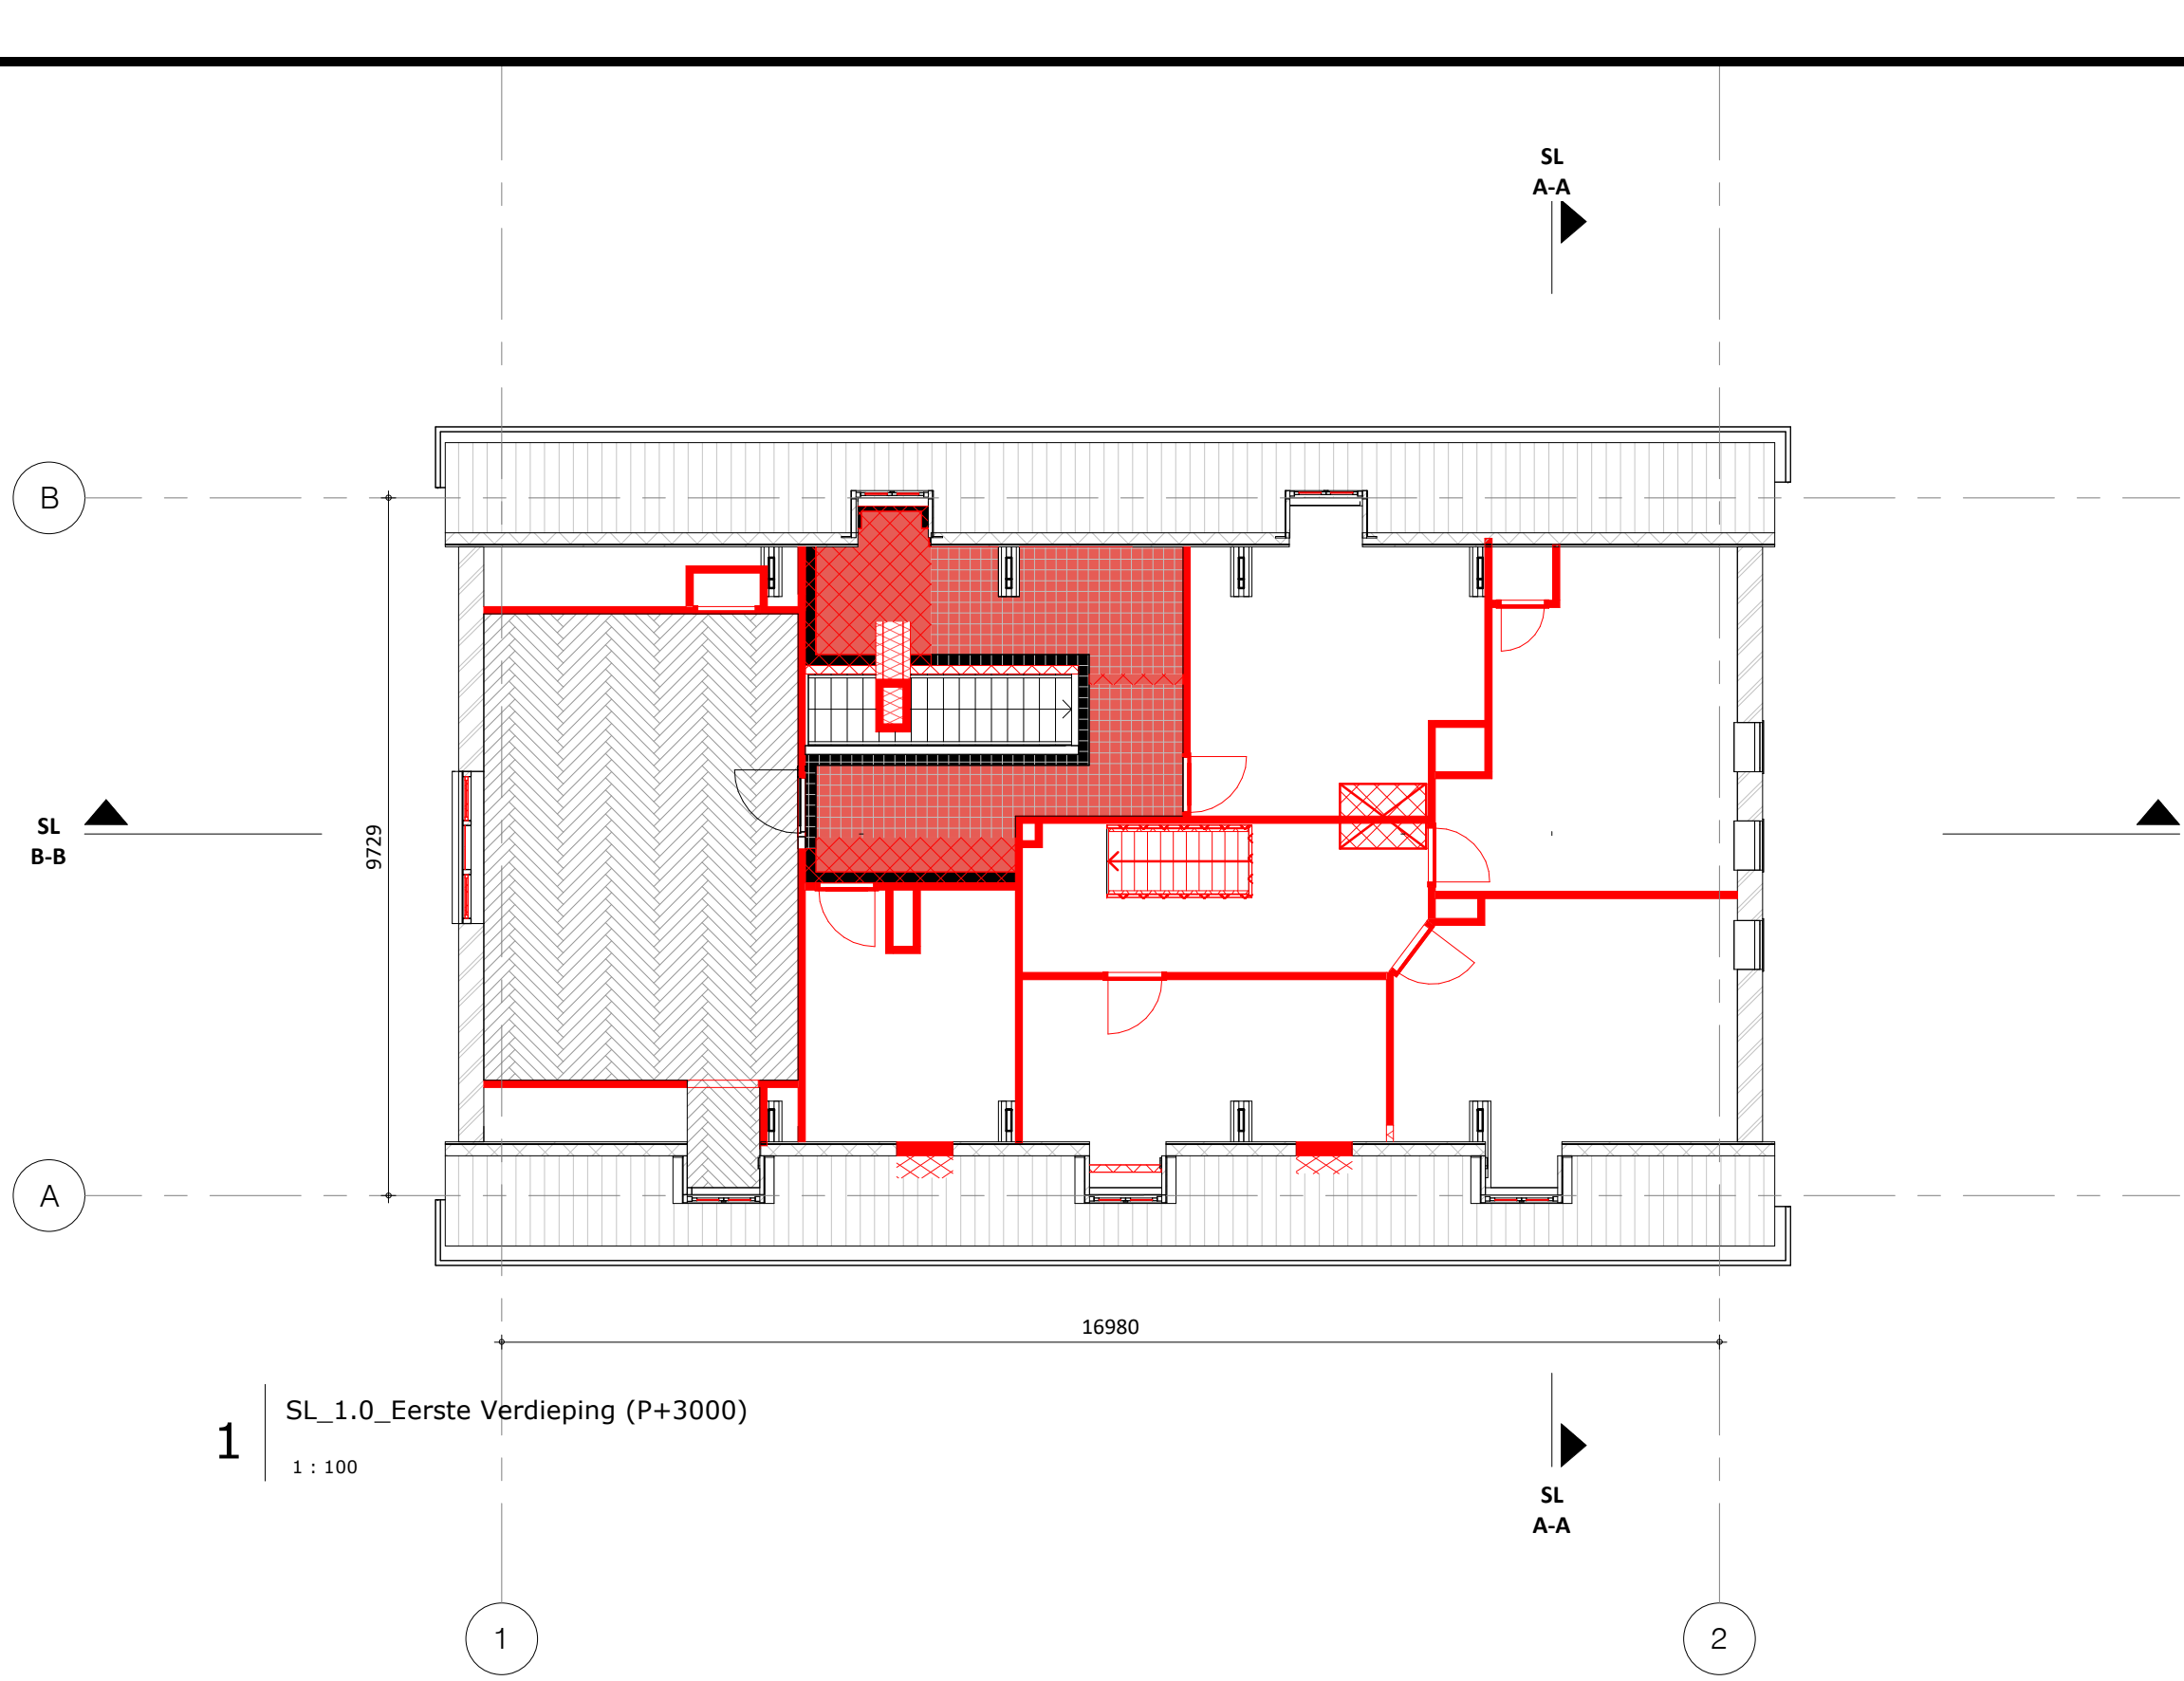 SL
A-A
B
SL
B-B
9729
A
16980
1
SL_1.0_Eerste Verdieping (P+3000)
1 : 100
SL
A-A
1
2